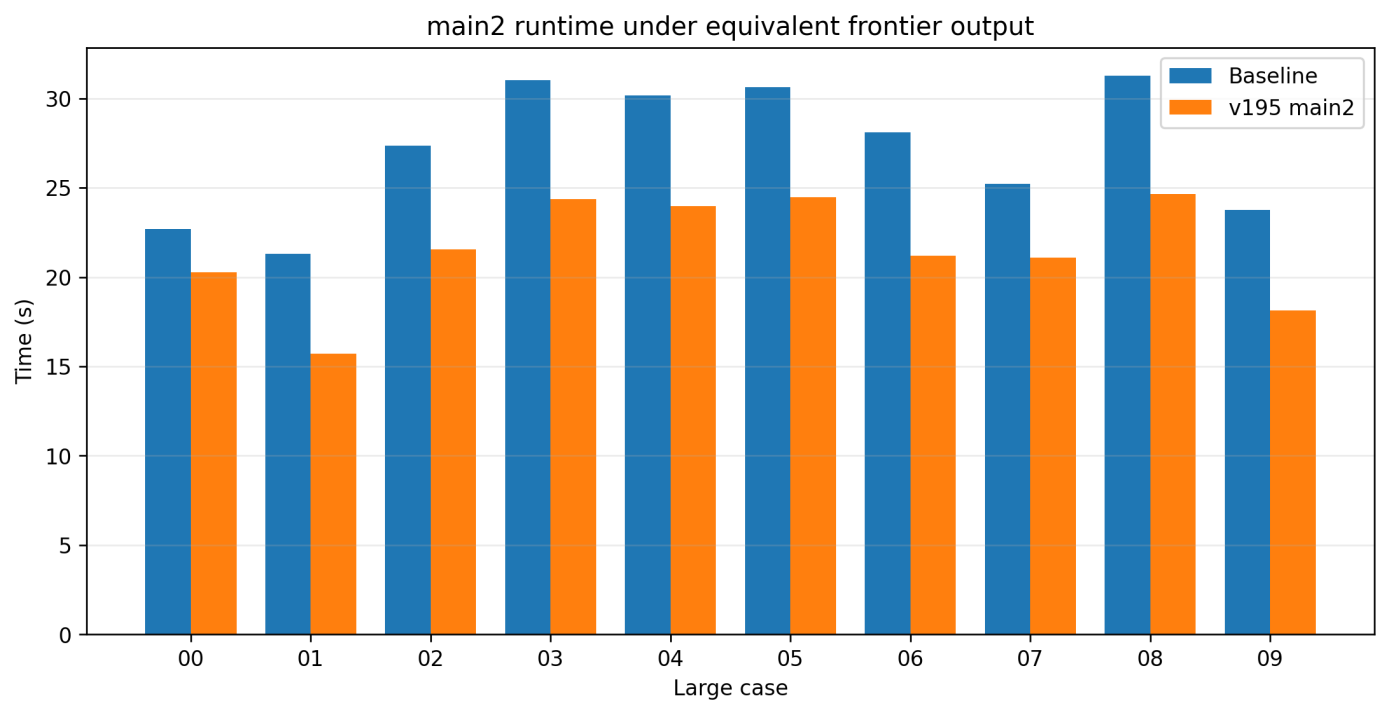 main2 runtime under equivalent frontier output
Baseline
v195 main2
Time (s)
30
25
20
15
10
5
0
00 01 02 03 04 05 06 07 08 09
Large case